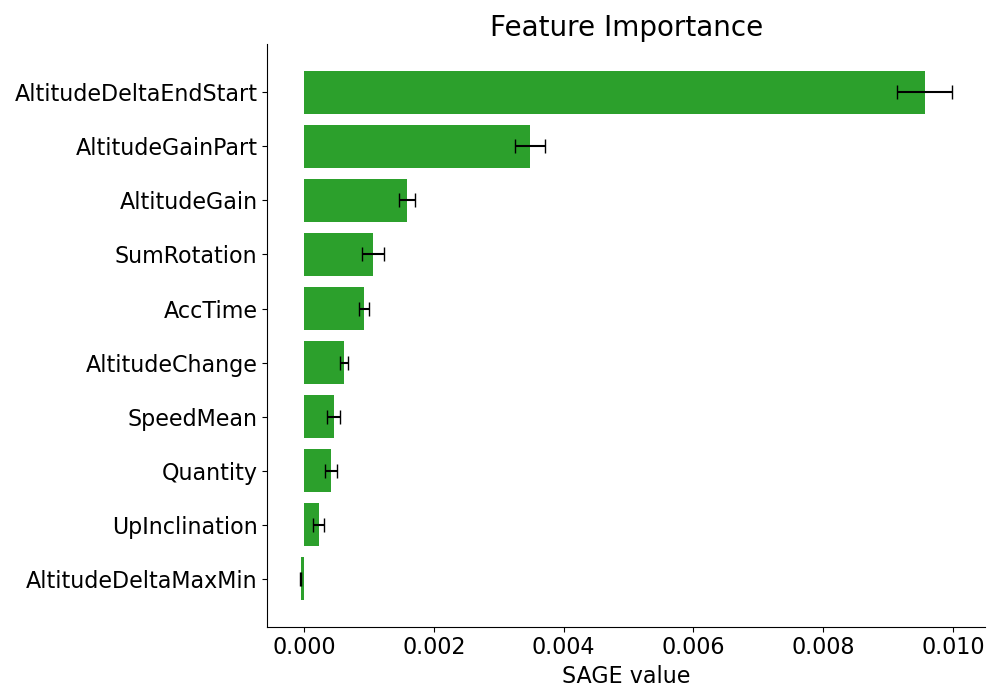 Feature Importance
AltitudeDeltaEndStart
AltitudeGainPart
AltitudeGain
SumRotation
AccTime
AltitudeChange
SpeedMean
Quantity
UpInclination
AltitudeDeltaMaxMin
0.000 0.002 0.004 0.006 0.008 0.010
SAGE value